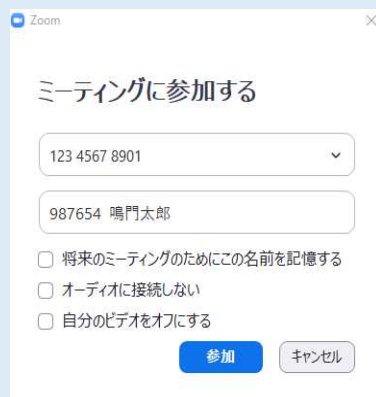 Zoom
ミーティングに参加する
123 4567 8901
987654 鳴門太郎
将来のミーティングのためにこの名前を記憶する
オーディオに接続しない
自分のビデオをオフにする
参加 キャンセル